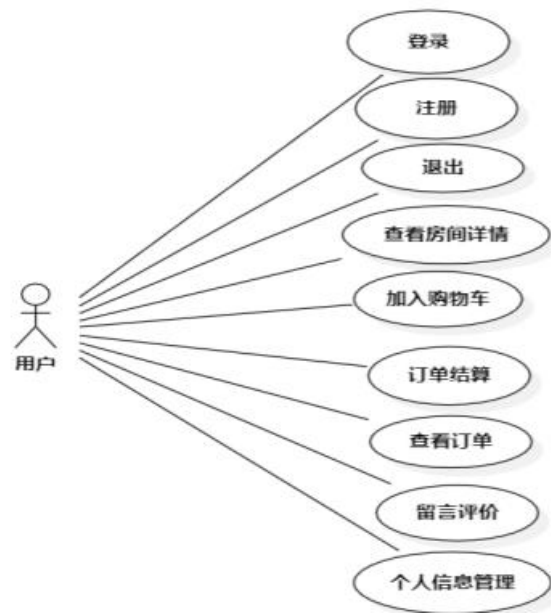 登录
注册
退出
查看房间详情
加入购物车
用户
订单结算
查看订单
留言评价
个人信息管理